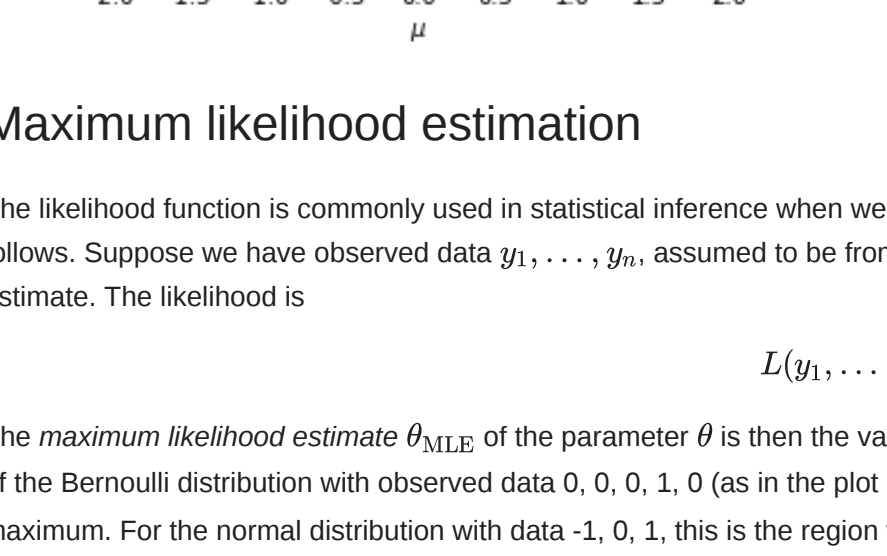 μ
Maximum likelihood estimation
he likelihood function is commonly used in statistical inference when we
ollows. Suppose we have observed data y₁, . . . , yₙ, assumed to be from
stimate. The likelihood is
L(y₁, . . .
he maximum likelihood estimate θ_MLE of the parameter θ is then the va
f the Bernoulli distribution with observed data 0, 0, 0, 1, 0 (as in the plot
naximum. For the normal distribution with data -1, 0, 1, this is the region